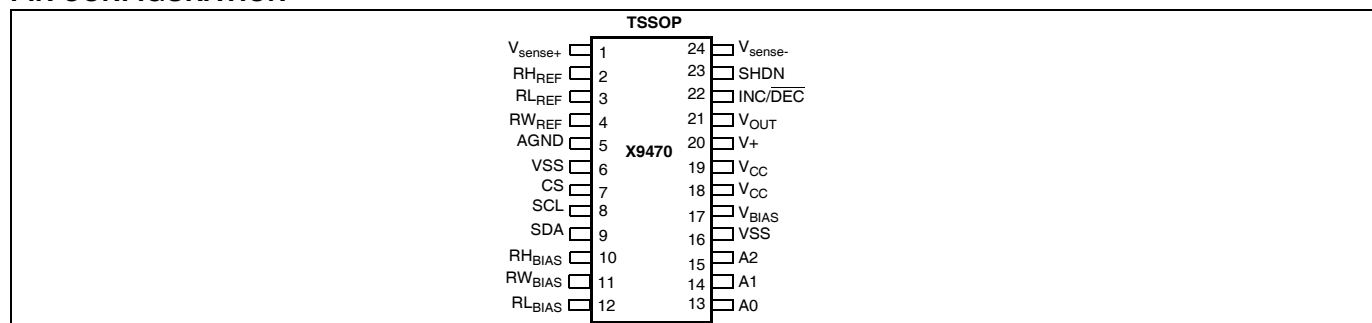 TSSOP
V_sense+ 1 24 V_sense-
RH_REF 2 23 SHDN
RL_REF 3 22 INC/D̅E̅C̅
RW_REF 4 21 V_OUT
AGND 5 X9470 20 V+
VSS 6 19 V_CC
CS 7 18 V_CC
SCL 8 17 V_BIAS
SDA 9 16 VSS
RH_BIAS 10 15 A2
RW_BIAS 11 14 A1
RL_BIAS 12 13 A0